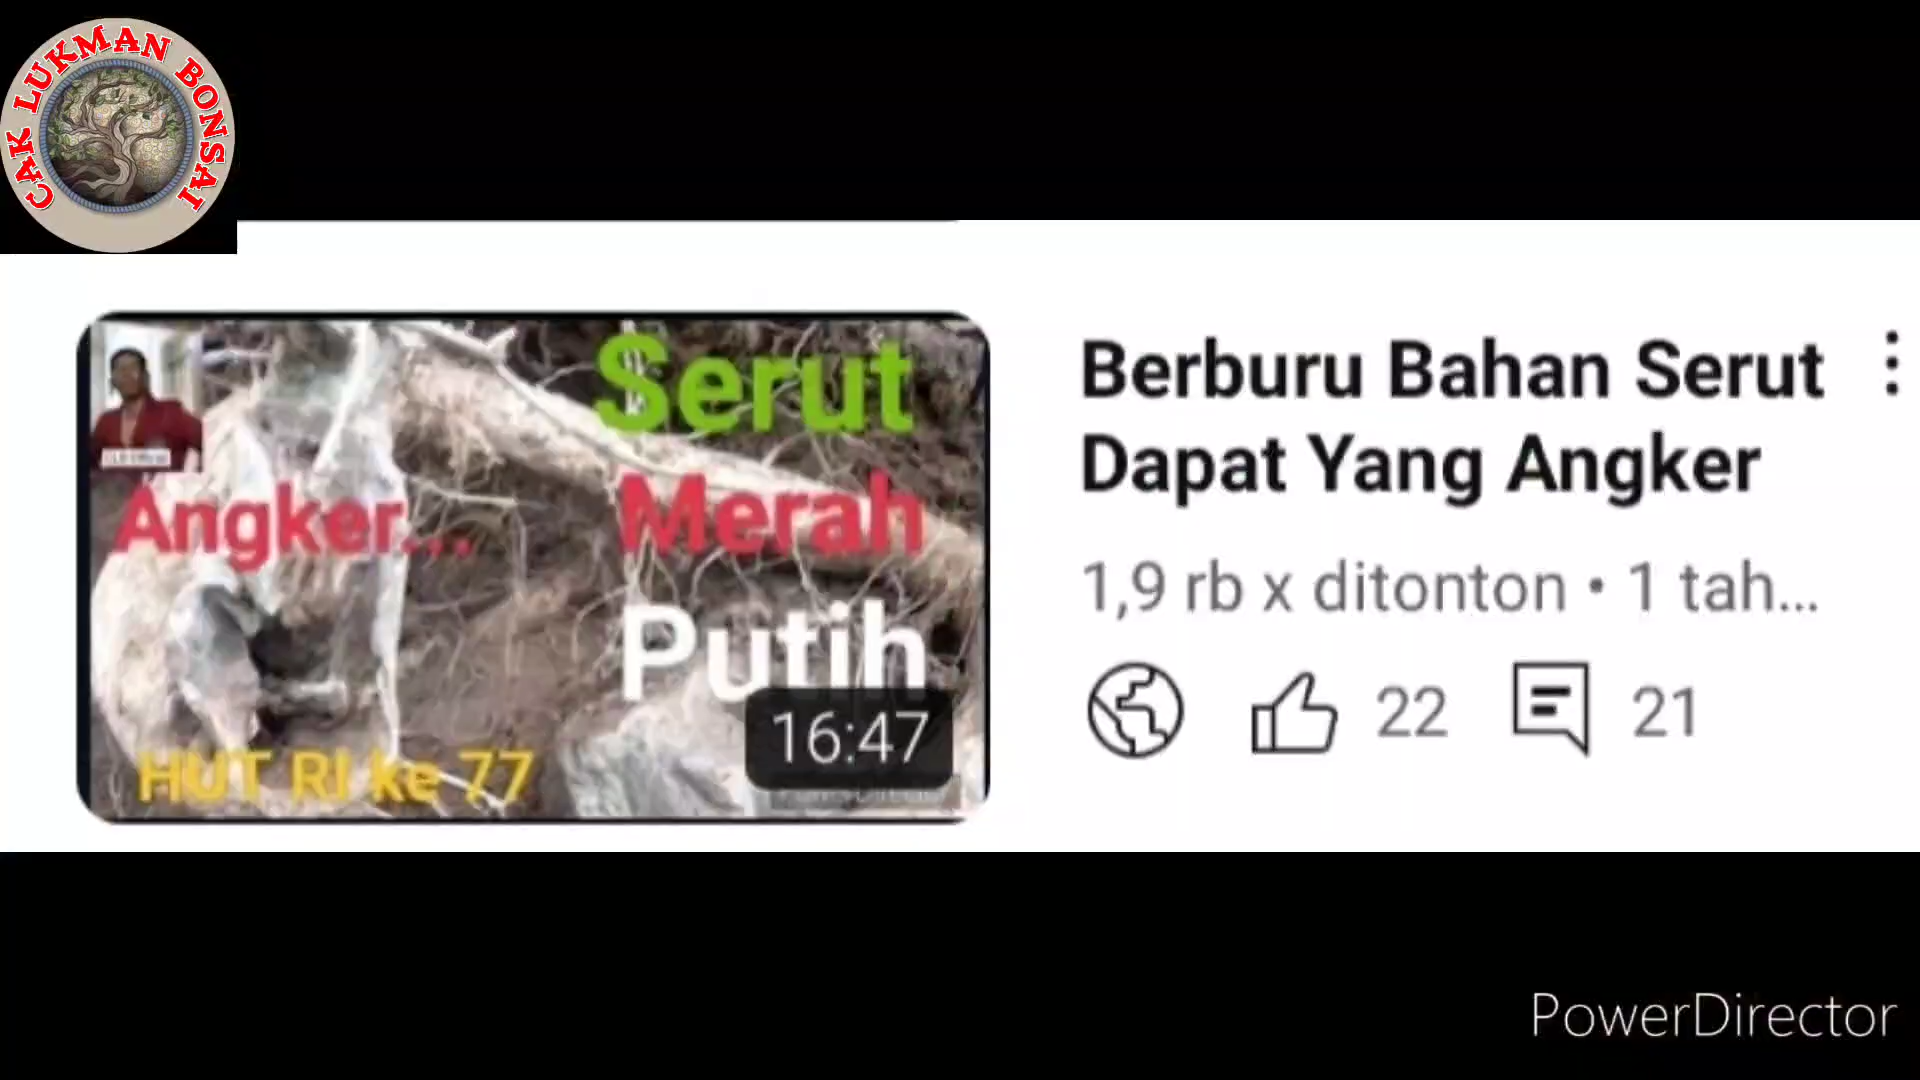 CAK LUKMAN BONSAI
Serut
Angker...
Merah
Putih
HUT RI ke 77
16:47
Berburu Bahan Serut
Dapat Yang Angker
1,9 rb x ditonton • 1 tah...
22
21
PowerDirector